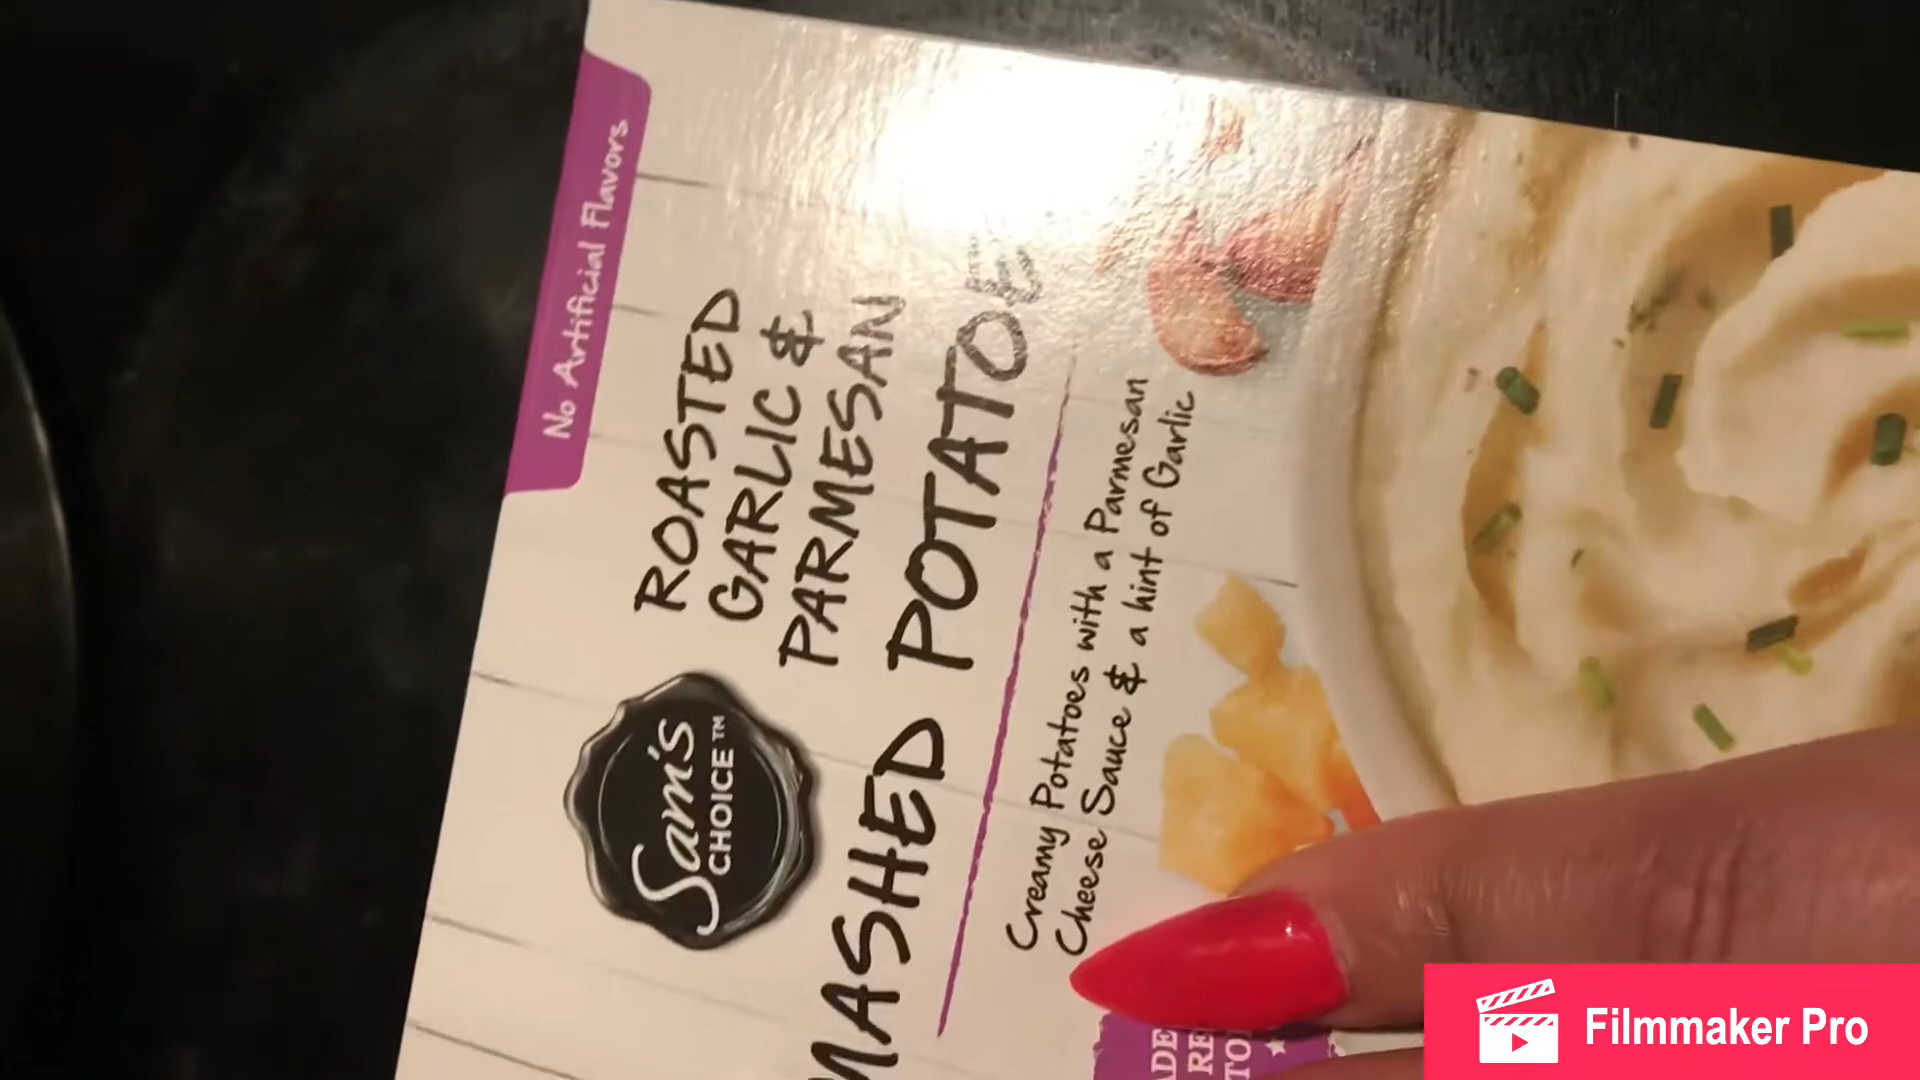 No Artificial Flavors
ROASTED
GARLIC &
PARMESAN
MASHED POTATOE
Sam's
CHOICE™
Creamy Potatoes with a Parmesan
Cheese Sauce & a hint of Garlic
Filmmaker Pro